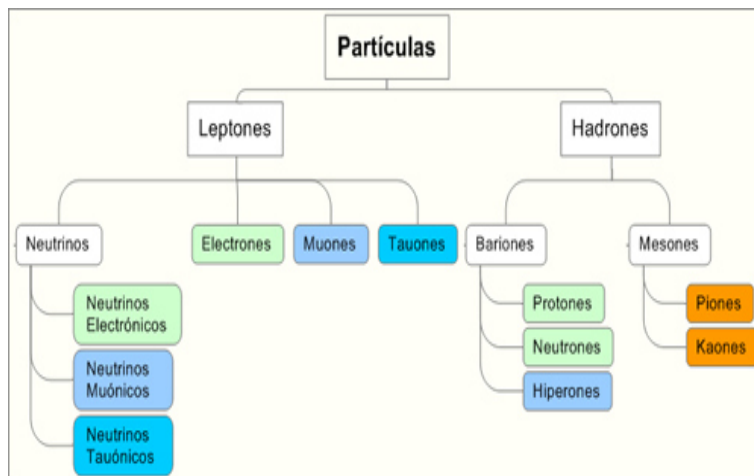 Partículas
Leptones
Hadrones
Neutrinos
Electrones
Muones
Tauones
Bariones
Mesones
Neutrinos
Electrónicos
Neutrinos
Muónicos
Neutrinos
Tauónicos
Protones
Neutrones
Hiperones
Piones
Kaones